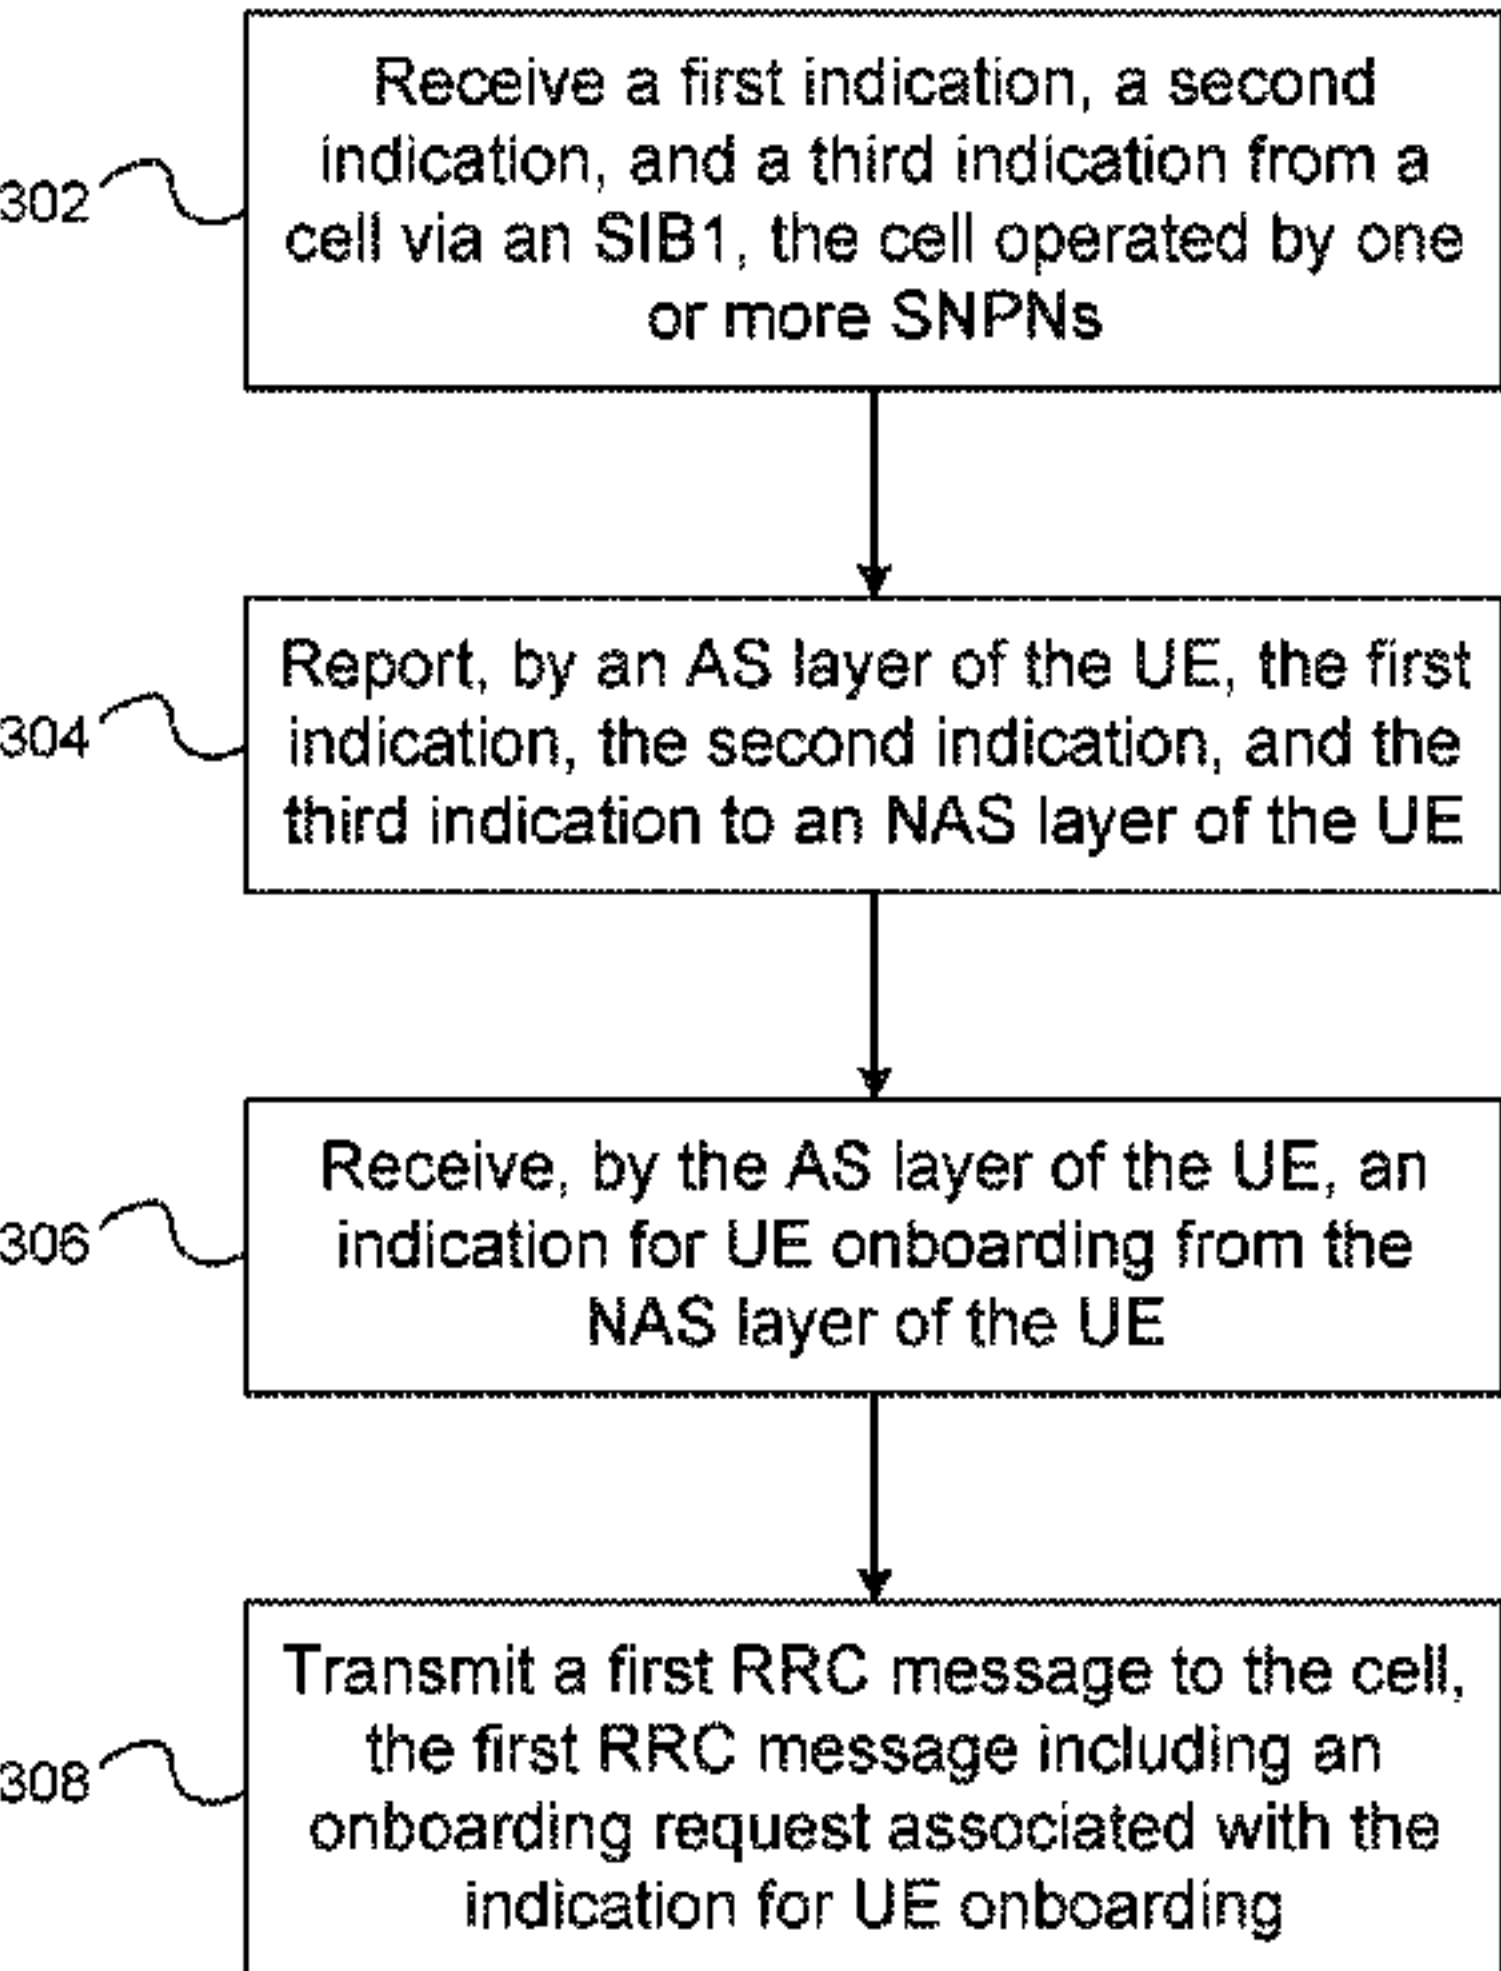 302
Receive a first indication, a second
indication, and a third indication from a
cell via an SIB1, the cell operated by one
or more SNPNs
304
Report, by an AS layer of the UE, the first
indication, the second indication, and the
third indication to an NAS layer of the UE
306
Receive, by the AS layer of the UE, an
indication for UE onboarding from the
NAS layer of the UE
308
Transmit a first RRC message to the cell,
the first RRC message including an
onboarding request associated with the
indication for UE onboarding